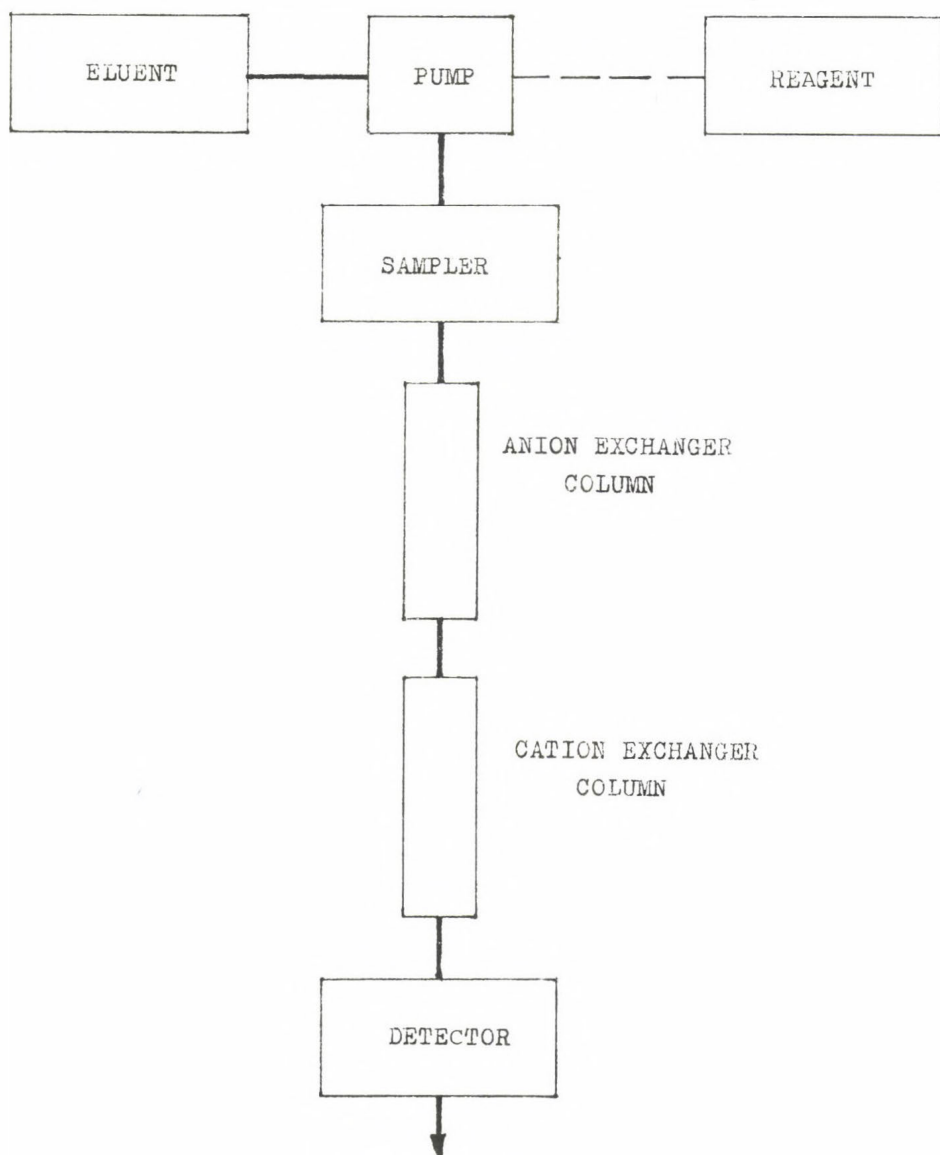 ELUENT
PUMP
REAGENT
SAMPLER
ANION EXCHANGER
COLUMN
CATION EXCHANGER
COLUMN
DETECTOR